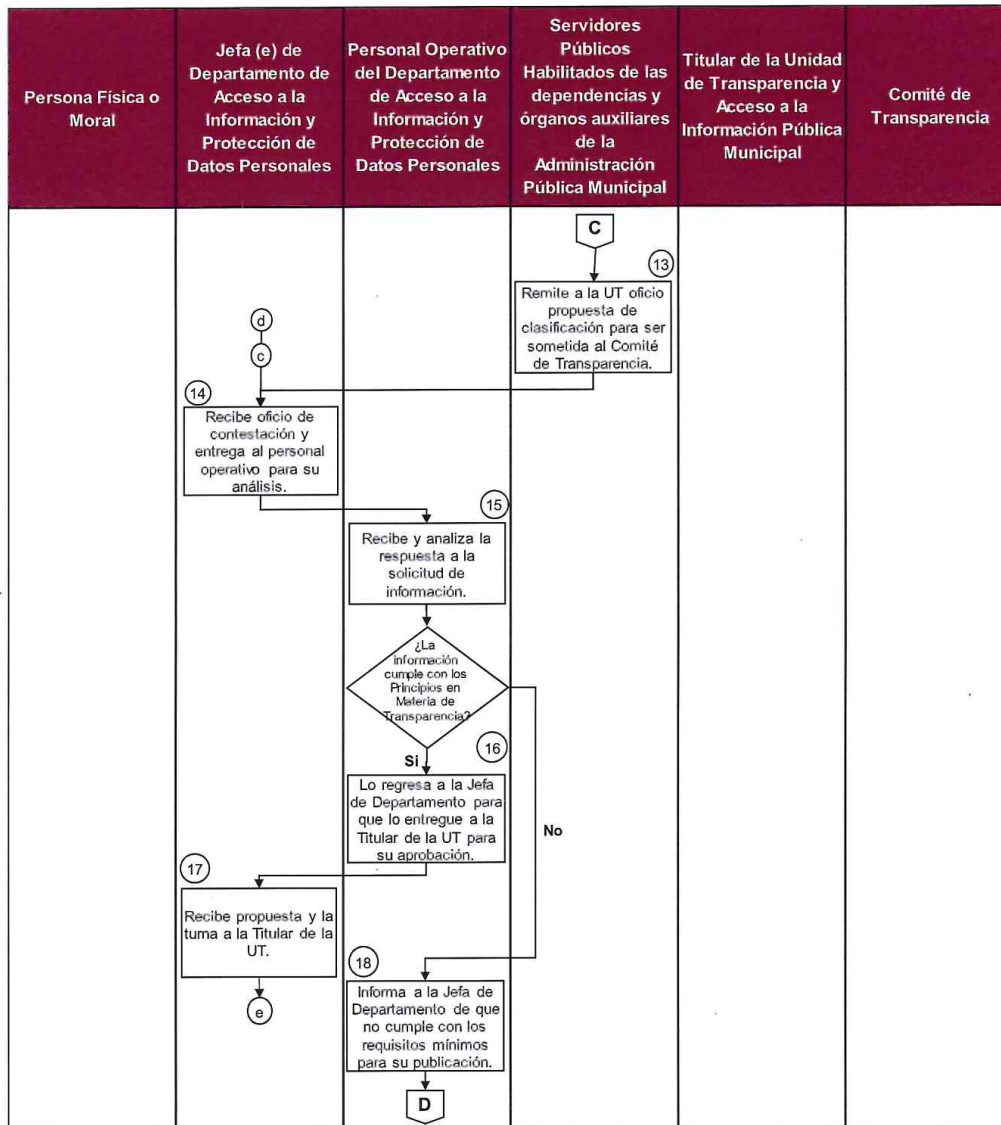 Persona Física o
Moral
Jefa (e) de
Departamento de
Acceso a la
Información y
Protección de
Datos Personales
Personal Operativo
del Departamento
de Acceso a la
Información y
Protección de
Datos Personales
Servidores
Públicos
Habilitados de las
dependencias y
órganos auxiliares
de la
Administración
Pública Municipal
Titular de la Unidad
de Transparencia y
Acceso a la
Información Pública
Municipal
Comité de
Transparencia
C
13
Remite a la UT oficio
propuesta de
clasificación para ser
sometida al Comité
de Transparencia.
d
c
14
Recibe oficio de
contestación y
entrega al personal
operativo para su
análisis.
15
Recibe y analiza la
respuesta a la
solicitud de
información.
¿La
información
cumple con los
Principios en
Materia de
Transparencia?
Si
No
16
Lo regresa a la Jefa
de Departamento para
que lo entregue a la
Titular de la UT para
su aprobación.
17
Recibe propuesta y la
turna a la Titular de la
UT.
e
18
Informa a la Jefa de
Departamento de que
no cumple con los
requisitos mínimos
para su publicación.
D